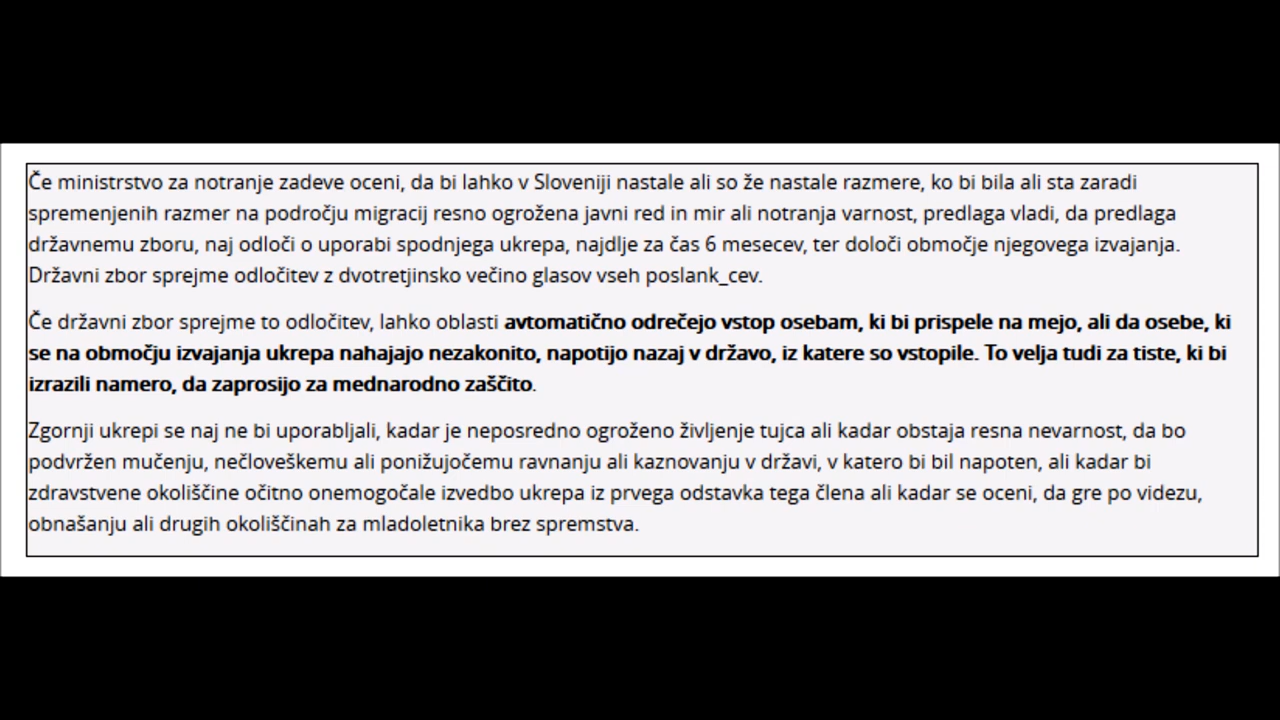 Če ministrstvo za notranje zadeve oceni, da bi lahko v Sloveniji nastale ali so že nastale razmere, ko bi bila ali sta zaradi
spremenjenih razmer na področju migracij resno ogrožena javni red in mir ali notranja varnost, predlaga vladi, da predlaga
državnemu zboru, naj odloči o uporabi spodnjega ukrepa, najdlje za čas 6 mesecev, ter določi območje njegovega izvajanja.
Državni zbor sprejme odločitev z dvotretjinsko večino glasov vseh poslank_cev.
Če državni zbor sprejme to odločitev, lahko oblasti avtomatično odrečejo vstop osebam, ki bi prispele na mejo, ali da osebe, ki
se na območju izvajanja ukrepa nahajajo nezakonito, napotijo nazaj v državo, iz katere so vstopile. To velja tudi za tiste, ki bi
izrazili namero, da zaprosijo za mednarodno zaščito.
Zgornji ukrepi se naj ne bi uporabljali, kadar je neposredno ogroženo življenje tujca ali kadar obstaja resna nevarnost, da bo
podvržen mučenju, nečloveškemu ali ponižujočemu ravnanju ali kaznovanju v državi, v katero bi bil napoten, ali kadar bi
zdravstvene okoliščine očitno onemogočale izvedbo ukrepa iz prvega odstavka tega člena ali kadar se oceni, da gre po videzu,
obnašanju ali drugih okoliščinah za mladoletnika brez spremstva.